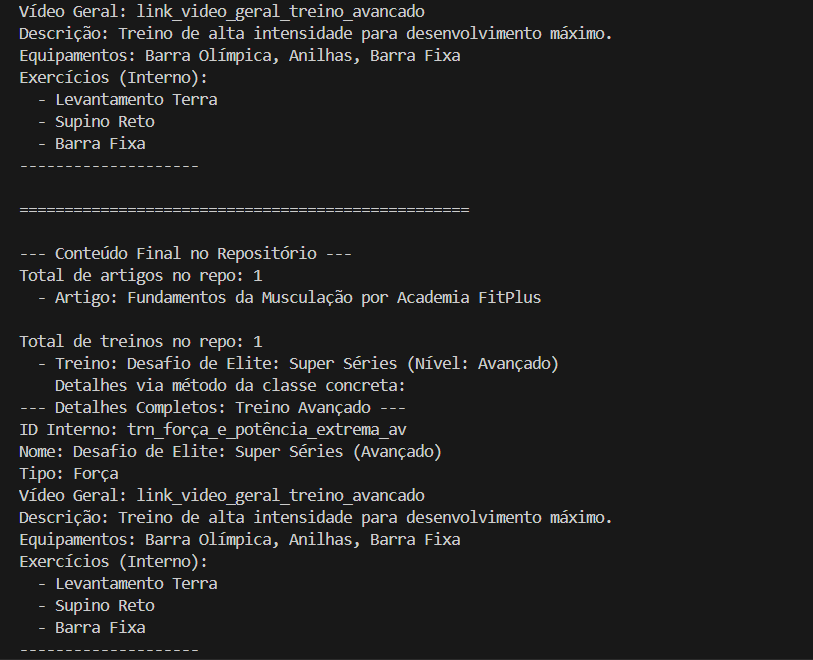 Vídeo Geral: link_video_geral_treino_avancado
Descrição: Treino de alta intensidade para desenvolvimento máximo.
Equipamentos: Barra Olímpica, Anilhas, Barra Fixa
Exercícios (Interno):
  - Levantamento Terra
  - Supino Reto
  - Barra Fixa
--------------------
==================================================
--- Conteúdo Final no Repositório ---
Total de artigos no repo: 1
  - Artigo: Fundamentos da Musculação por Academia FitPlus
Total de treinos no repo: 1
  - Treino: Desafio de Elite: Super Séries (Nível: Avançado)
    Detalhes via método da classe concreta:
--- Detalhes Completos: Treino Avançado ---
ID Interno: trn_força_e_potência_extrema_av
Nome: Desafio de Elite: Super Séries (Avançado)
Tipo: Força
Vídeo Geral: link_video_geral_treino_avancado
Descrição: Treino de alta intensidade para desenvolvimento máximo.
Equipamentos: Barra Olímpica, Anilhas, Barra Fixa
Exercícios (Interno):
  - Levantamento Terra
  - Supino Reto
  - Barra Fixa
--------------------